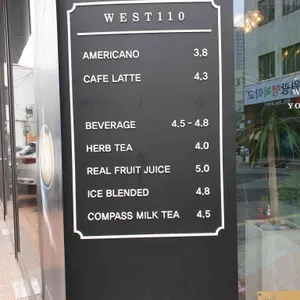 WEST110
AMERICANO 3.8
CAFE LATTE 4.3
BEVERAGE 4.5 - 4.8
HERB TEA 4.0
REAL FRUIT JUICE 5.0
ICE BLENDED 4.8
COMPASS MILK TEA 4.5